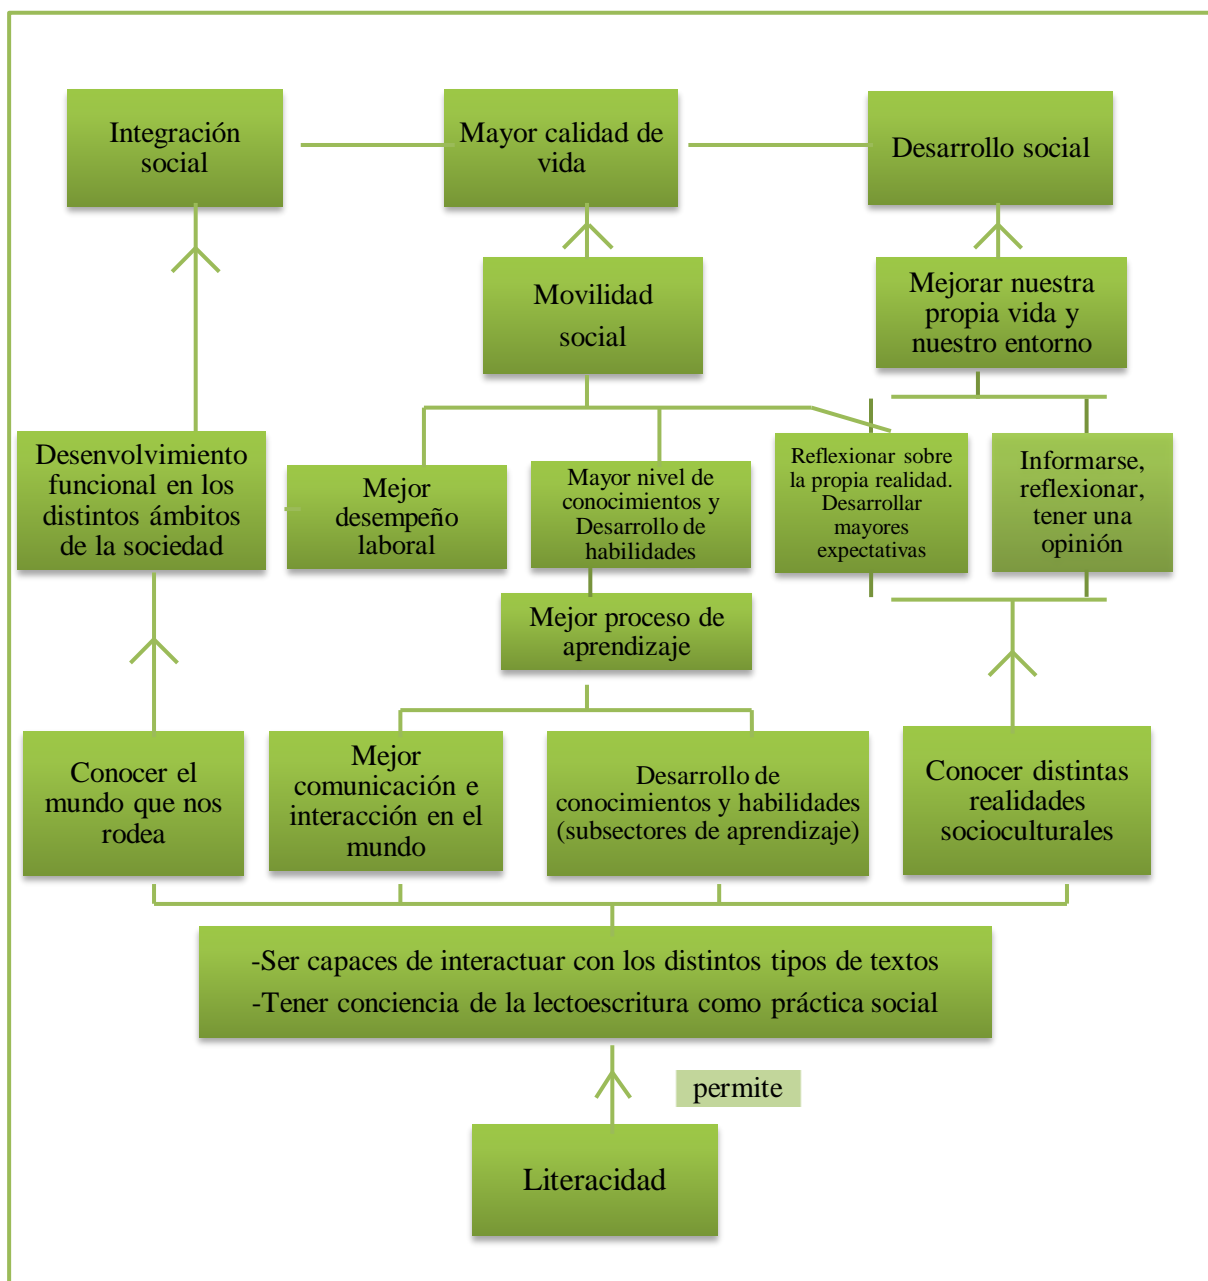 Integración
social
Mayor calidad de
vida
Desarrollo social
Movilidad
social
Mejorar nuestra
propia vida y
nuestro entorno
Desenvolvimiento
funcional en los
distintos ámbitos
de la sociedad
Mejor
desempeño
laboral
Mayor nivel de
conocimientos y
Desarrollo de
habilidades
Reflexionar sobre
la propia realidad.
Desarrollar
mayores
expectativas
Informarse,
reflexionar,
tener una
opinión
Mejor proceso de
aprendizaje
Conocer el
mundo que nos
rodea
Mejor
comunicación e
interacción en el
mundo
Desarrollo de
conocimientos y habilidades
(subsectores de aprendizaje)
Conocer distintas
realidades
socioculturales
-Ser capaces de interactuar con los distintos tipos de textos
-Tener conciencia de la lectoescritura como práctica social
permite
Literacidad